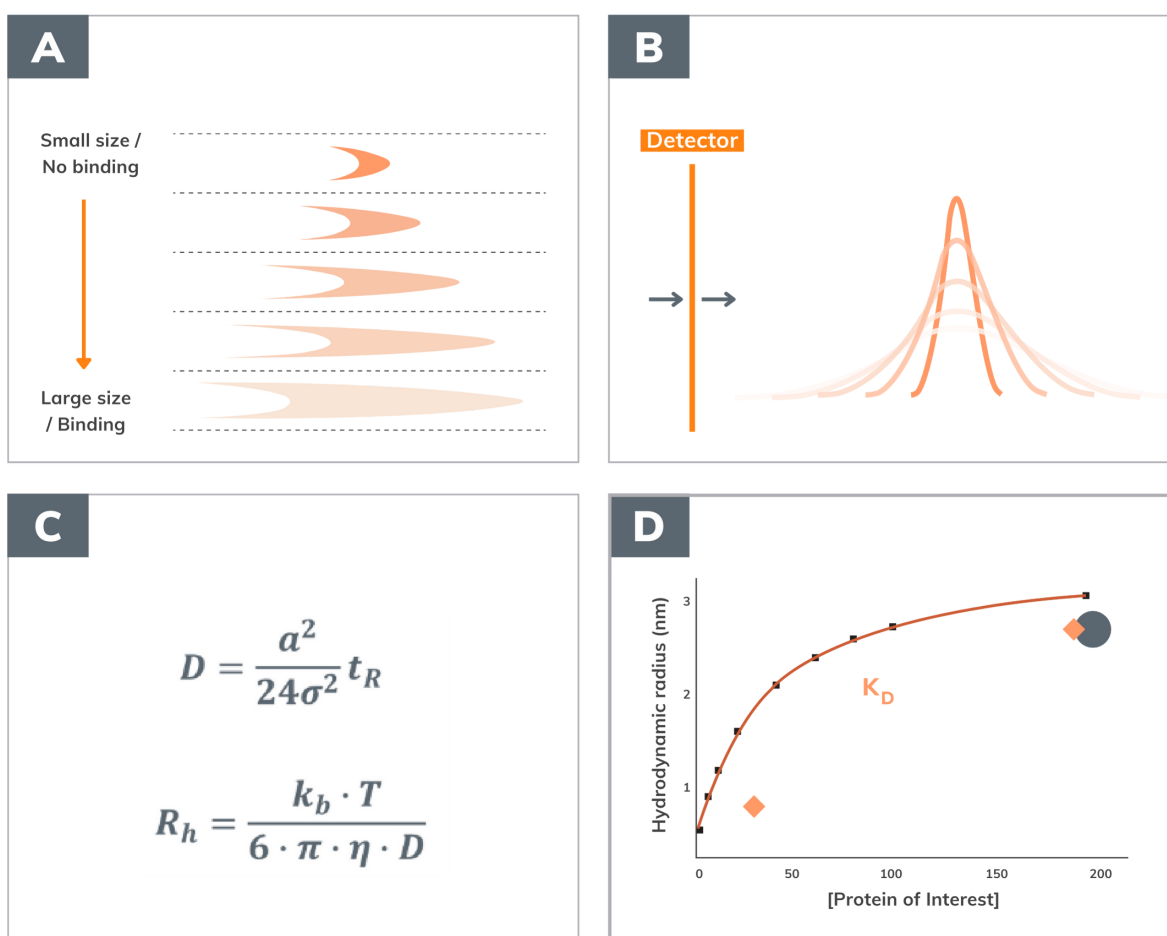 A
Small size /
No binding
Large size
/ Binding
B
Detector
C
D = a² / 24σ² t_R
R_h = k_b · T / 6 · π · η · D
D
Hydrodynamic radius (nm)
3
2
1
K_D
0 50 100 150 200
[Protein of Interest]